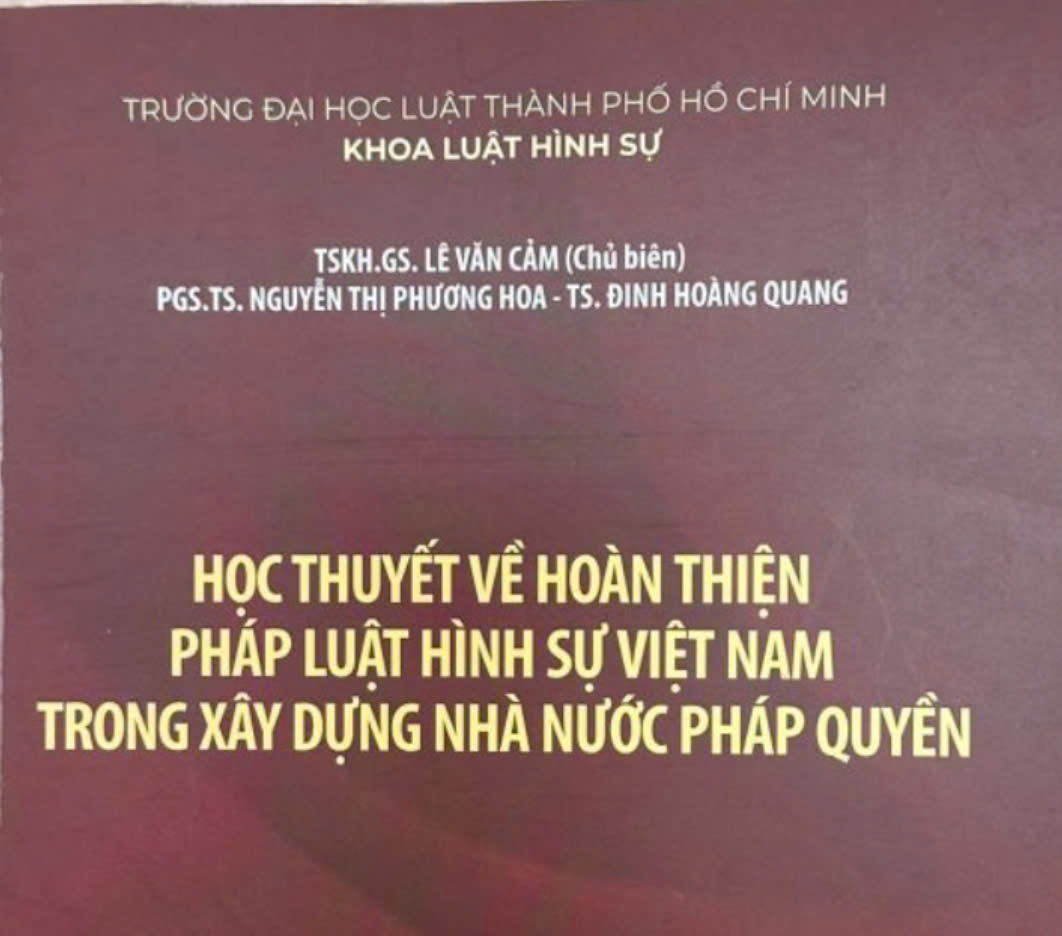 TRƯỜNG ĐẠI HỌC LUẬT THÀNH PHỐ HỒ CHÍ MINH
KHOA LUẬT HÌNH SỰ
TSKH.GS. LÊ VĂN CẢM (Chủ biên)
PGS.TS. NGUYỄN THỊ PHƯƠNG HOA - TS. ĐINH HOÀNG QUANG
HỌC THUYẾT VỀ HOÀN THIỆN
PHÁP LUẬT HÌNH SỰ VIỆT NAM
TRONG XÂY DỰNG NHÀ NƯỚC PHÁP QUYỀN